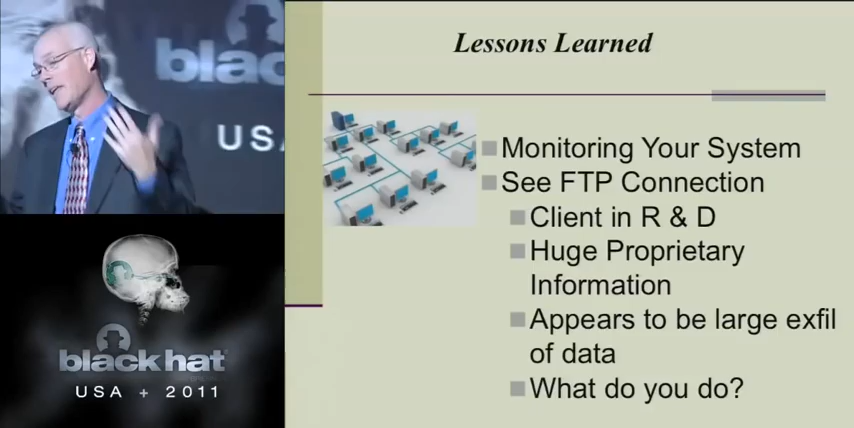 black
USA
black hat
USA + 2011
Lessons Learned
Monitoring Your System
See FTP Connection
Client in R & D
Huge Proprietary
Information
Appears to be large exfil
of data
What do you do?